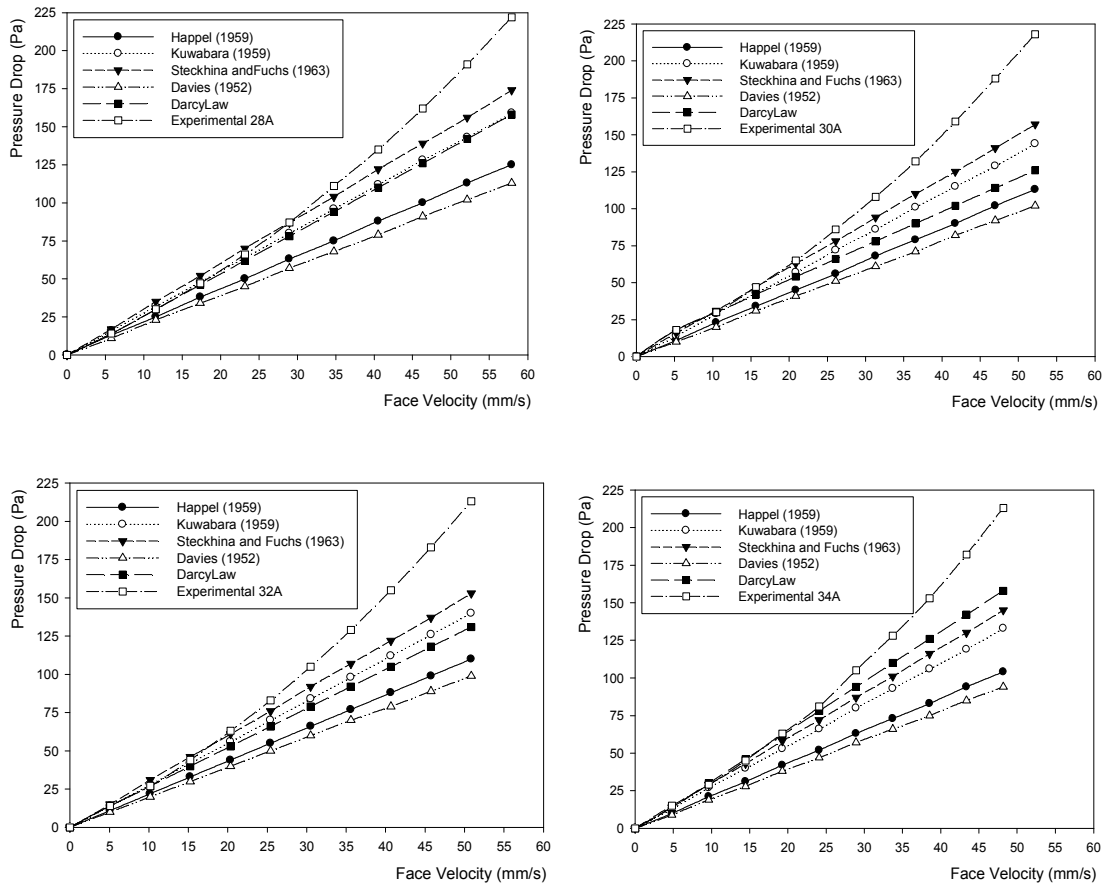 Pressure Drop (Pa)
225
200
175
150
125
100
75
50
25
0
Happel (1959)
Kuwabara (1959)
Steckhina andFuchs (1963)
Davies (1952)
DarcyLaw
Experimental 28A
0 5 10 15 20 25 30 35 40 45 50 55 60
Face Velocity (mm/s)
Pressure Drop (Pa)
225
200
175
150
125
100
75
50
25
0
Happel (1959)
Kuwabara (1959)
Steckhina and Fuchs (1963)
Davies (1952)
DarcyLaw
Experimental 30A
0 5 10 15 20 25 30 35 40 45 50 55 60
Face Velocity (mm/s)
Pressure Drop (Pa)
225
200
175
150
125
100
75
50
25
0
Happel (1959)
Kuwabara (1959)
Steckhina and Fuchs (1963)
Davies (1952)
DarcyLaw
Experimental 32A
0 5 10 15 20 25 30 35 40 45 50 55 60
Face Velocity (mm/s)
Pressure Drop (Pa)
225
200
175
150
125
100
75
50
25
0
Happel (1959)
Kuwabara (1959)
Steckhina and Fuchs (1963)
Davies (1952)
DarcyLaw
Experimental 34A
0 5 10 15 20 25 30 35 40 45 50 55 60
Face Velocity (mm/s)